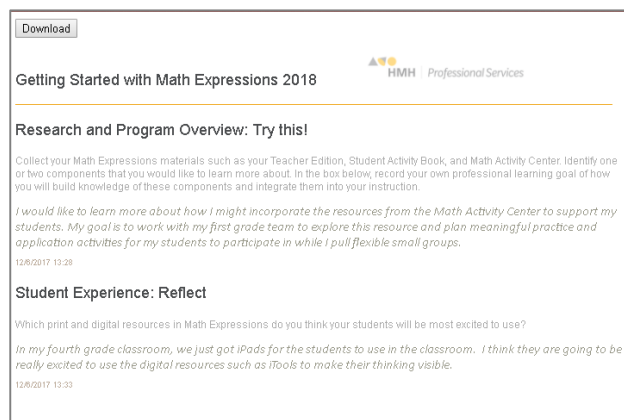 Download
HMH | Professional Services
Getting Started with Math Expressions 2018
Research and Program Overview: Try this!
Collect your Math Expressions materials such as your Teacher Edition, Student Activity Book, and Math Activity Center. Identify one
or two components that you would like to learn more about. In the box below, record your own professional learning goal of how
you will build knowledge of these components and integrate them into your instruction.
I would like to learn more about how I might incorporate the resources from the Math Activity Center to support my
students. My goal is to work with my first grade team to explore this resource and plan meaningful practice and
application activities for my students to participate in while I pull flexible small groups.
12/6/2017 13:28
Student Experience: Reflect
Which print and digital resources in Math Expressions do you think your students will be most excited to use?
In my fourth grade classroom, we just got iPads for the students to use in the classroom. I think they are going to be
really excited to use the digital resources such as iTools to make their thinking visible.
12/6/2017 13:33